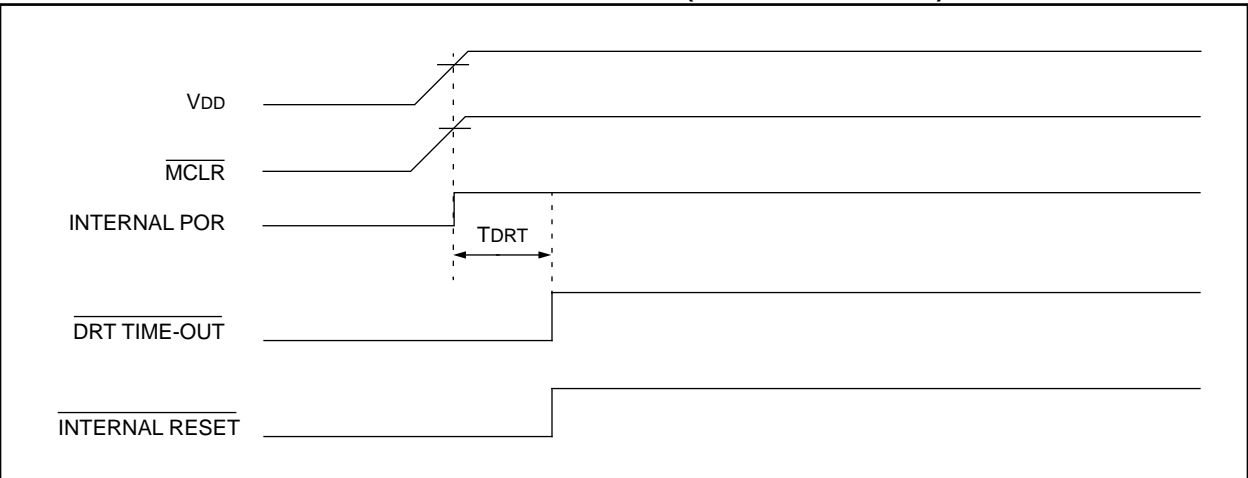 VDD
MCLR
INTERNAL POR
TDRT
DRT TIME-OUT
INTERNAL RESET